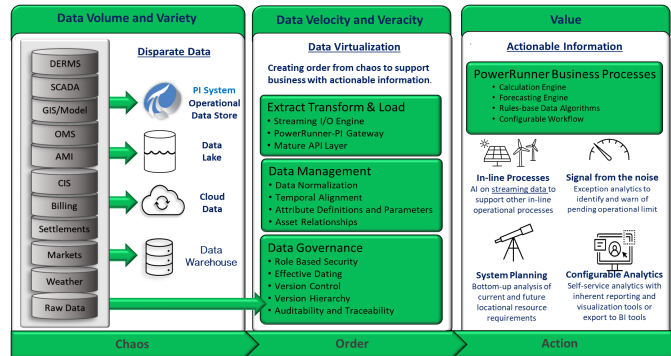 Data Volume and Variety
Disparate Data
DERMS
SCADA
GIS/Model
OMS
AMI
CIS
Billing
Settlements
Markets
Weather
Raw Data
PI System
Operational
Data Store
Data
Lake
Cloud
Data
Data
Warehouse
Chaos
Data Velocity and Veracity
Data Virtualization
Creating order from chaos to support
business with actionable information.
Extract Transform & Load
• Streaming I/O Engine
• PowerRunner-PI Gateway
• Mature API Layer
Data Management
• Data Normalization
• Temporal Alignment
• Attribute Definitions and Parameters
• Asset Relationships
Data Governance
• Role Based Security
• Effective Dating
• Version Control
• Version Hierarchy
• Auditability and Traceability
Order
Value
Actionable Information
PowerRunner Business Processes
• Calculation Engine
• Forecasting Engine
• Rules-base Data Algorithms
• Configurable Workflow
In-line Processes
AI on streaming data to
support other in-line
operational processes
Signal from the noise
Exception analytics to
identify and warn of
pending operational limit
System Planning
Bottom-up analysis of
current and future
locational resource
requirements
Configurable Analytics
Self-service analytics with
inherent reporting and
visualization tools or
export to BI tools
Action